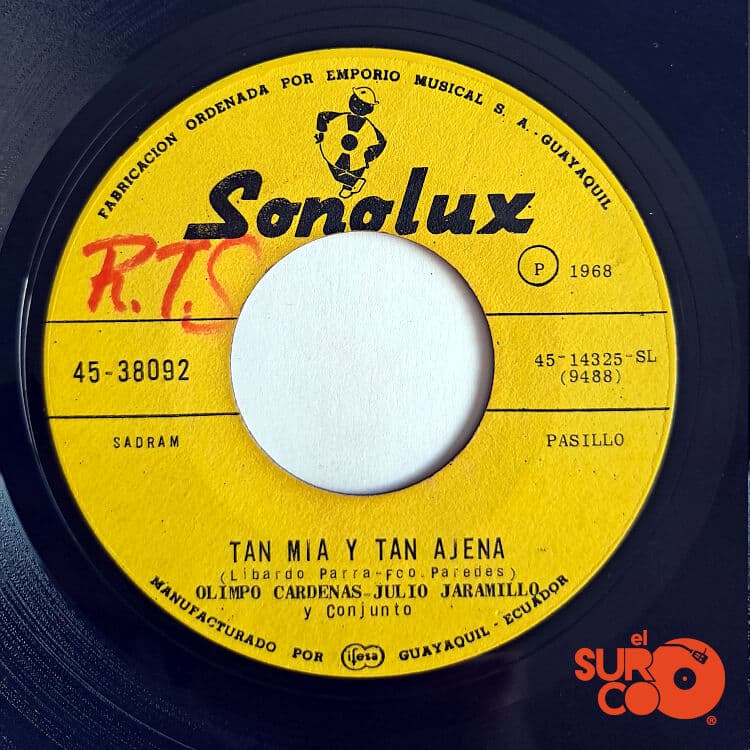 FABRICACION ORDENADA POR EMPORIO MUSICAL S. A. - GUAYAQUIL
Sonolux
R.T.S
P 1968
45-38092
45-14325-SL
(9488)
SADRAM
PASILLO
TAN MIA Y TAN AJENA
(Libardo Parra-Fco. Paredes)
OLIMPO CARDENAS-JULIO JARAMILLO
y Conjunto
MANUFACTURADO POR ifesa GUAYAQUIL - ECUADOR
el
SURCO
®